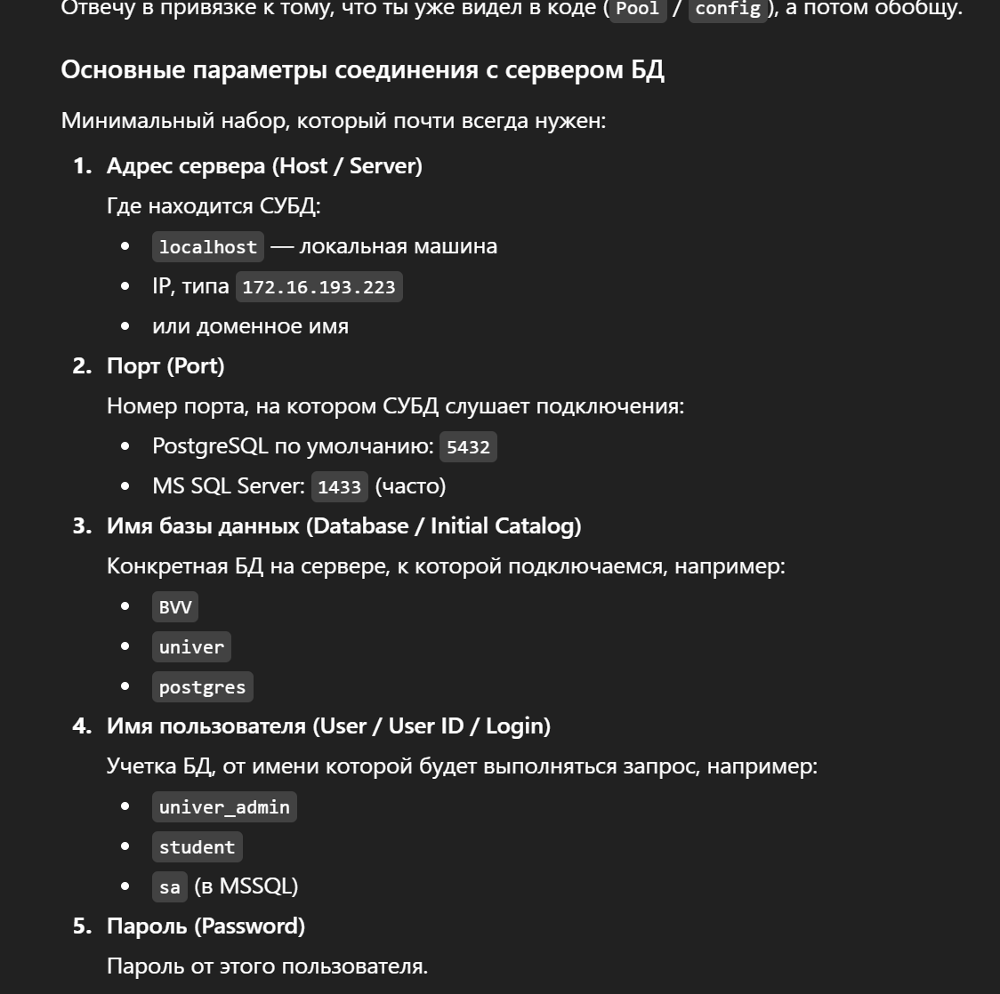 Отвечу в привязке к тому, что ты уже видел в коде ( Pool / config ), а потом обобщу.
Основные параметры соединения с сервером БД
Минимальный набор, который почти всегда нужен:
1. Адрес сервера (Host / Server)
Где находится СУБД:
• localhost — локальная машина
• IP, типа 172.16.193.223
• или доменное имя
2. Порт (Port)
Номер порта, на котором СУБД слушает подключения:
• PostgreSQL по умолчанию: 5432
• MS SQL Server: 1433 (часто)
3. Имя базы данных (Database / Initial Catalog)
Конкретная БД на сервере, к которой подключаемся, например:
• BVV
• univer
• postgres
4. Имя пользователя (User / User ID / Login)
Учетка БД, от имени которой будет выполняться запрос, например:
• univer_admin
• student
• sa (в MSSQL)
5. Пароль (Password)
Пароль от этого пользователя.